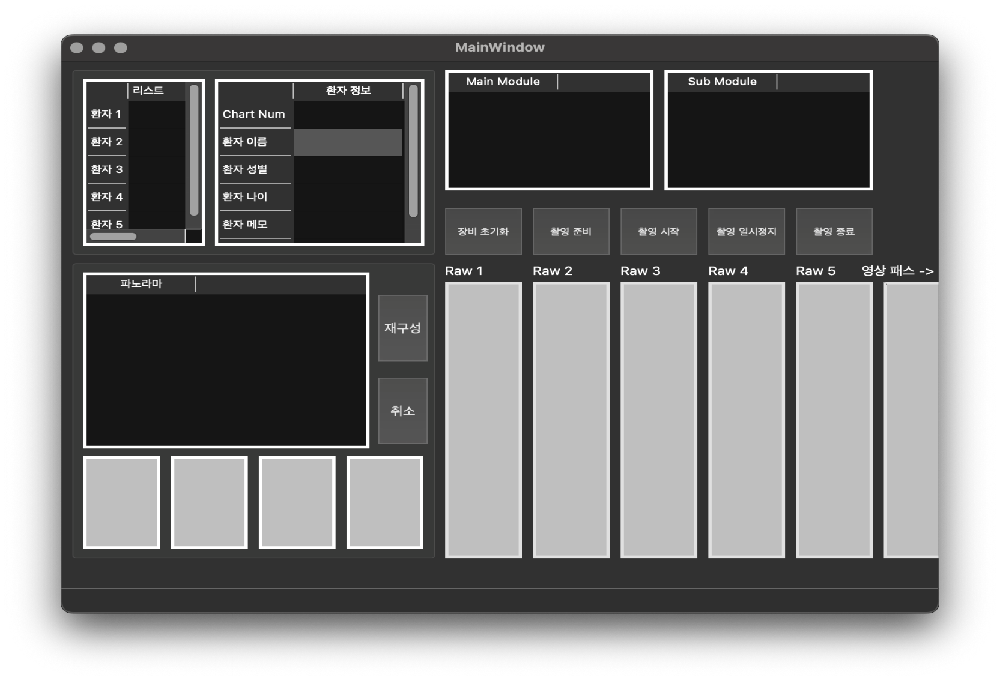 MainWindow
리스트
환자 1
환자 2
환자 3
환자 4
환자 5
환자 정보
Chart Num
환자 이름
환자 성별
환자 나이
환자 메모
Main Module
Sub Module
장비 초기화
촬영 준비
촬영 시작
촬영 일시정지
촬영 종료
파노라마
재구성
취소
Raw 1
Raw 2
Raw 3
Raw 4
Raw 5
영상 패스 ->